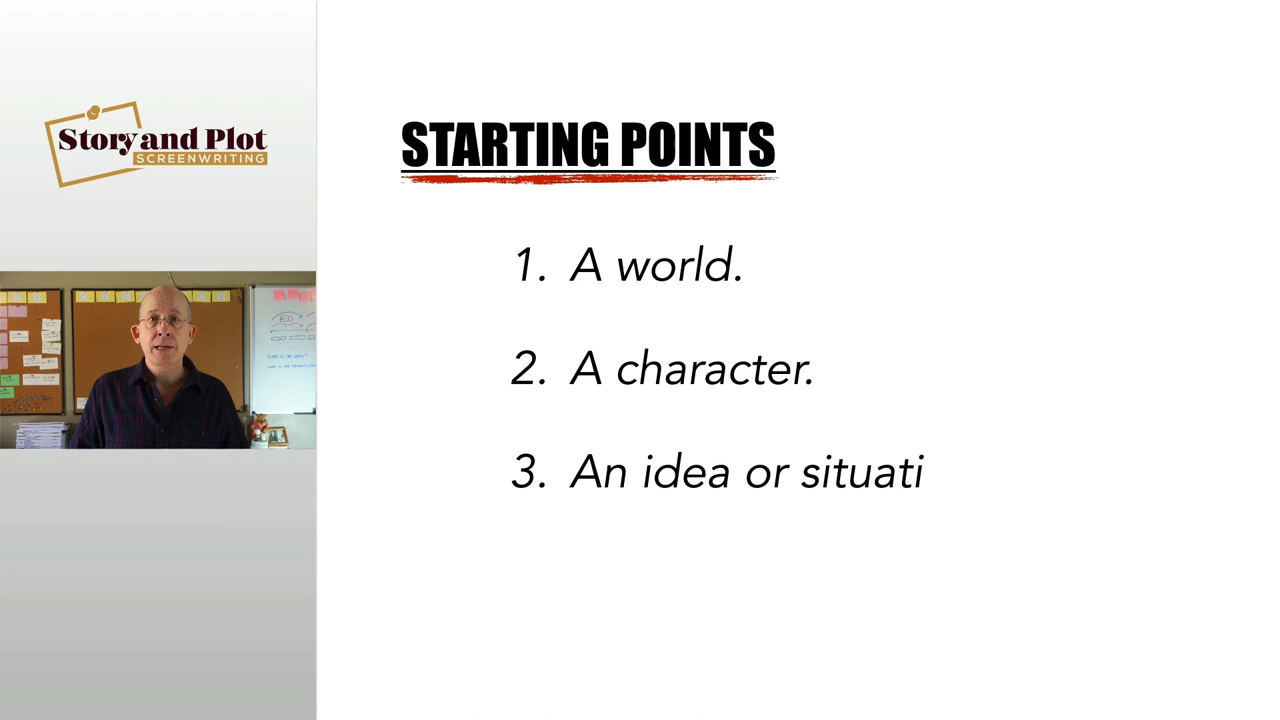 Story and Plot
SCREENWRITING
STARTING POINTS
1. A world.
2. A character.
3. An idea or situati